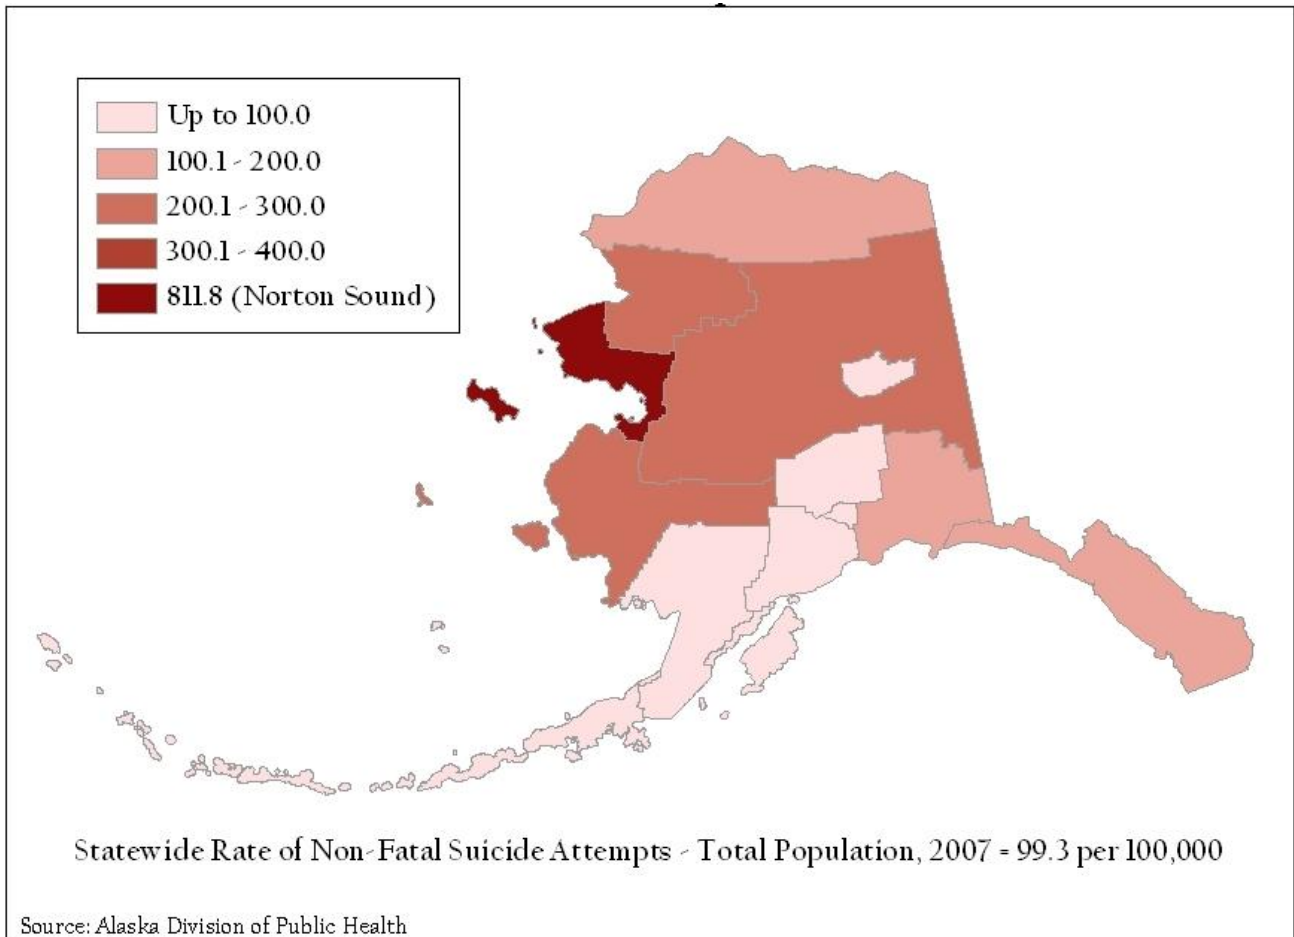 Up to 100.0
100.1 - 200.0
200.1 - 300.0
300.1 - 400.0
811.8 (Norton Sound)
Statewide Rate of Non-Fatal Suicide Attempts - Total Population, 2007 = 99.3 per 100,000
Source: Alaska Division of Public Health